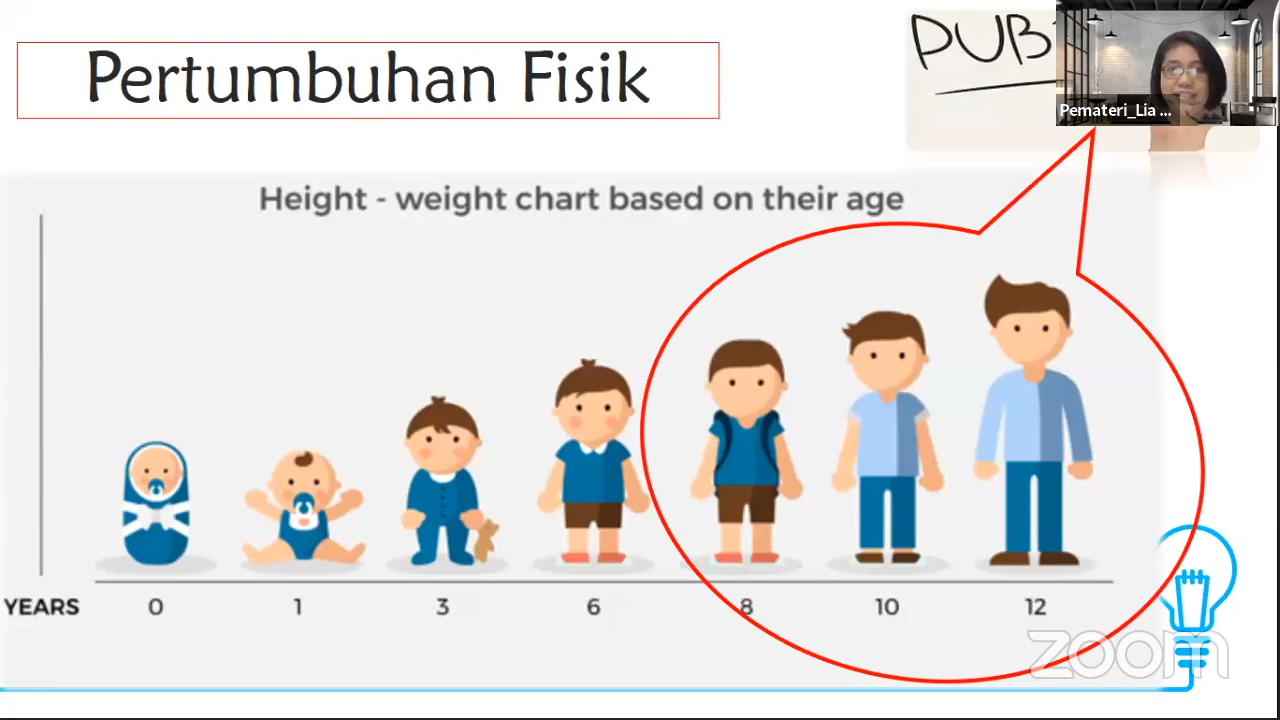 Pertumbuhan Fisik
PUB
Pemateri_Lia ...
Height - weight chart based on their age
YEARS 0 1 3 6 8 10 12
zoom